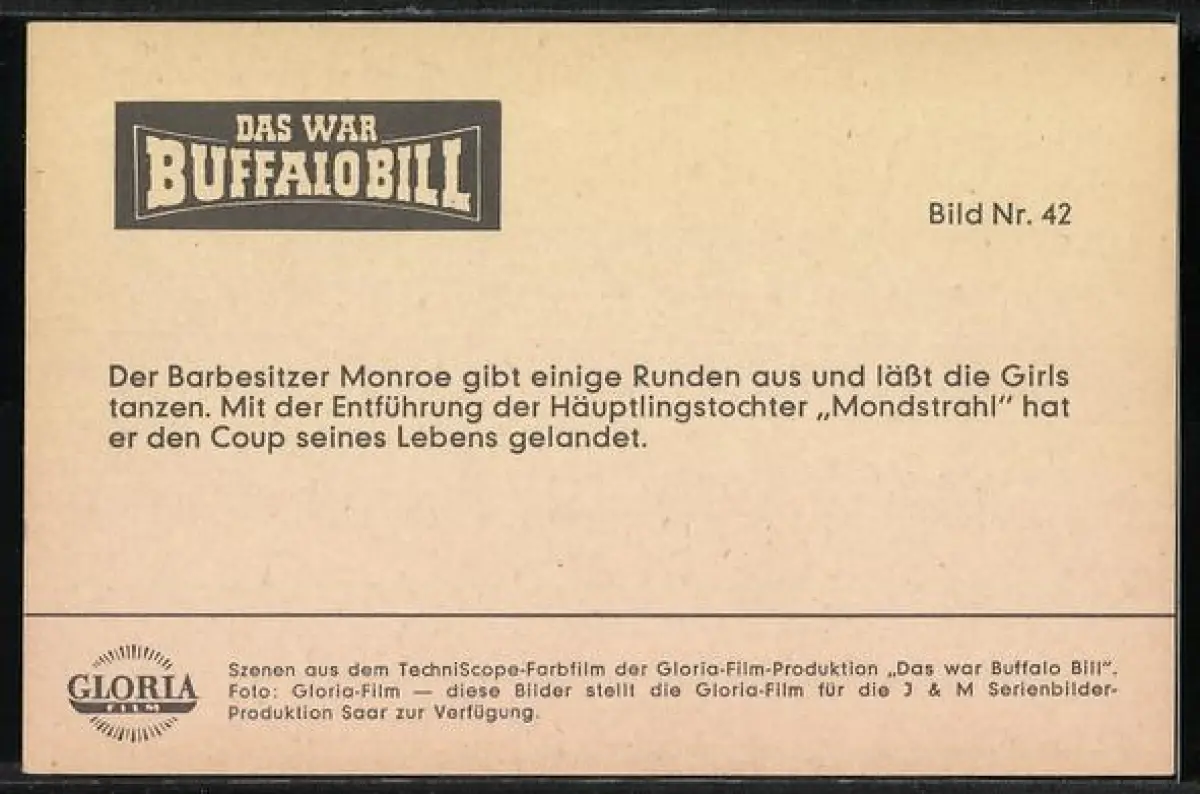 DAS WAR
BUFFALO BILL
Bild Nr. 42
Der Barbesitzer Monroe gibt einige Runden aus und läßt die Girls
tanzen. Mit der Entführung der Häuptlingstochter „Mondstrahl" hat
er den Coup seines Lebens gelandet.
GLORIA
FILM
Szenen aus dem TechniScope-Farbfilm der Gloria-Film-Produktion „Das war Buffalo Bill".
Foto: Gloria-Film — diese Bilder stellt die Gloria-Film für die J & M Serienbilder-
Produktion Saar zur Verfügung.